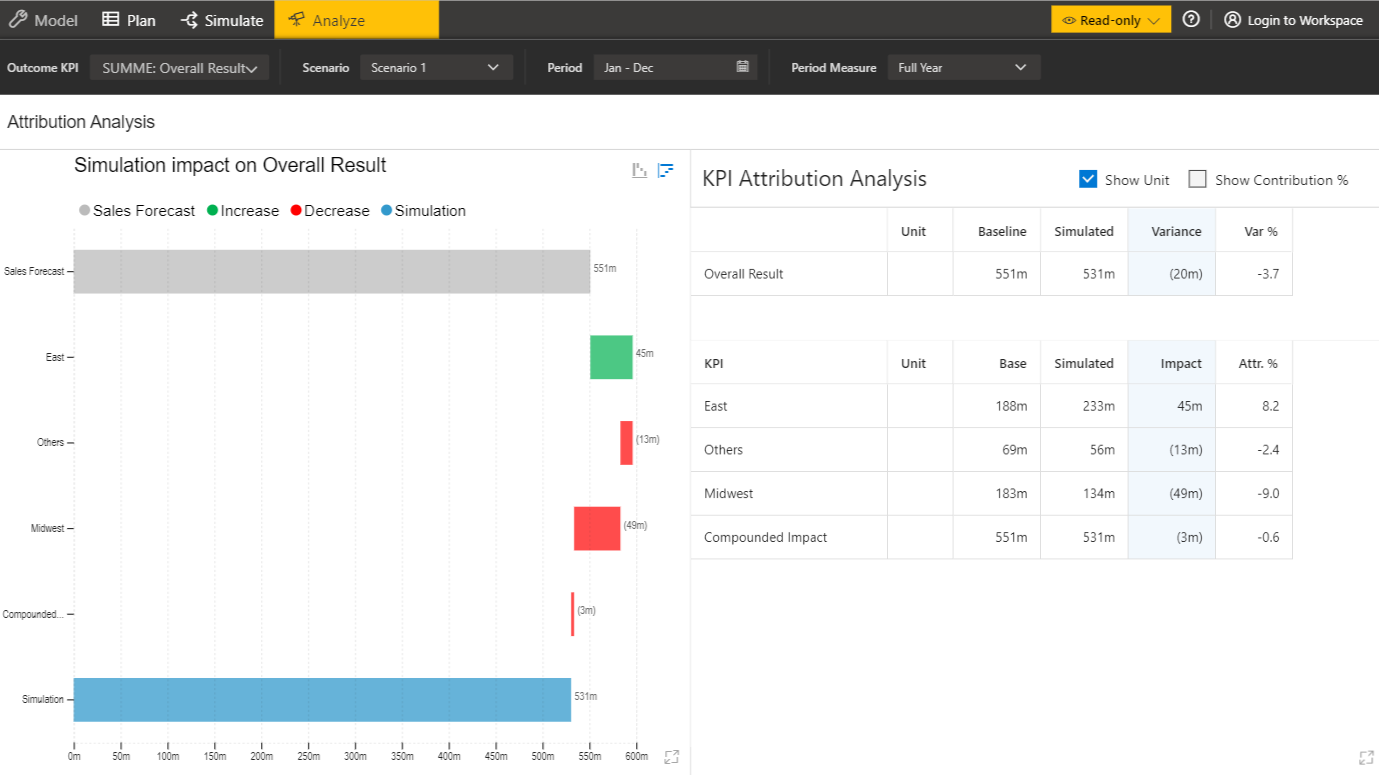 Model Plan Simulate Analyze Read-only Login to Workspace
Outcome KPI SUMME: Overall Result Scenario Scenario 1 Period Jan - Dec Period Measure Full Year
Attribution Analysis
Simulation impact on Overall Result
Sales Forecast Increase Decrease Simulation
Sales Forecast 551m
East 45m
Others (13m)
Midwest (49m)
Compounded... (3m)
Simulation 531m
0m 50m 100m 150m 200m 250m 300m 350m 400m 450m 500m 550m 600m
KPI Attribution Analysis Show Unit Show Contribution %
Unit Baseline Simulated Variance Var %
Overall Result 551m 531m (20m) -3.7
KPI Unit Base Simulated Impact Attr. %
East 188m 233m 45m 8.2
Others 69m 56m (13m) -2.4
Midwest 183m 134m (49m) -9.0
Compounded Impact 551m 531m (3m) -0.6